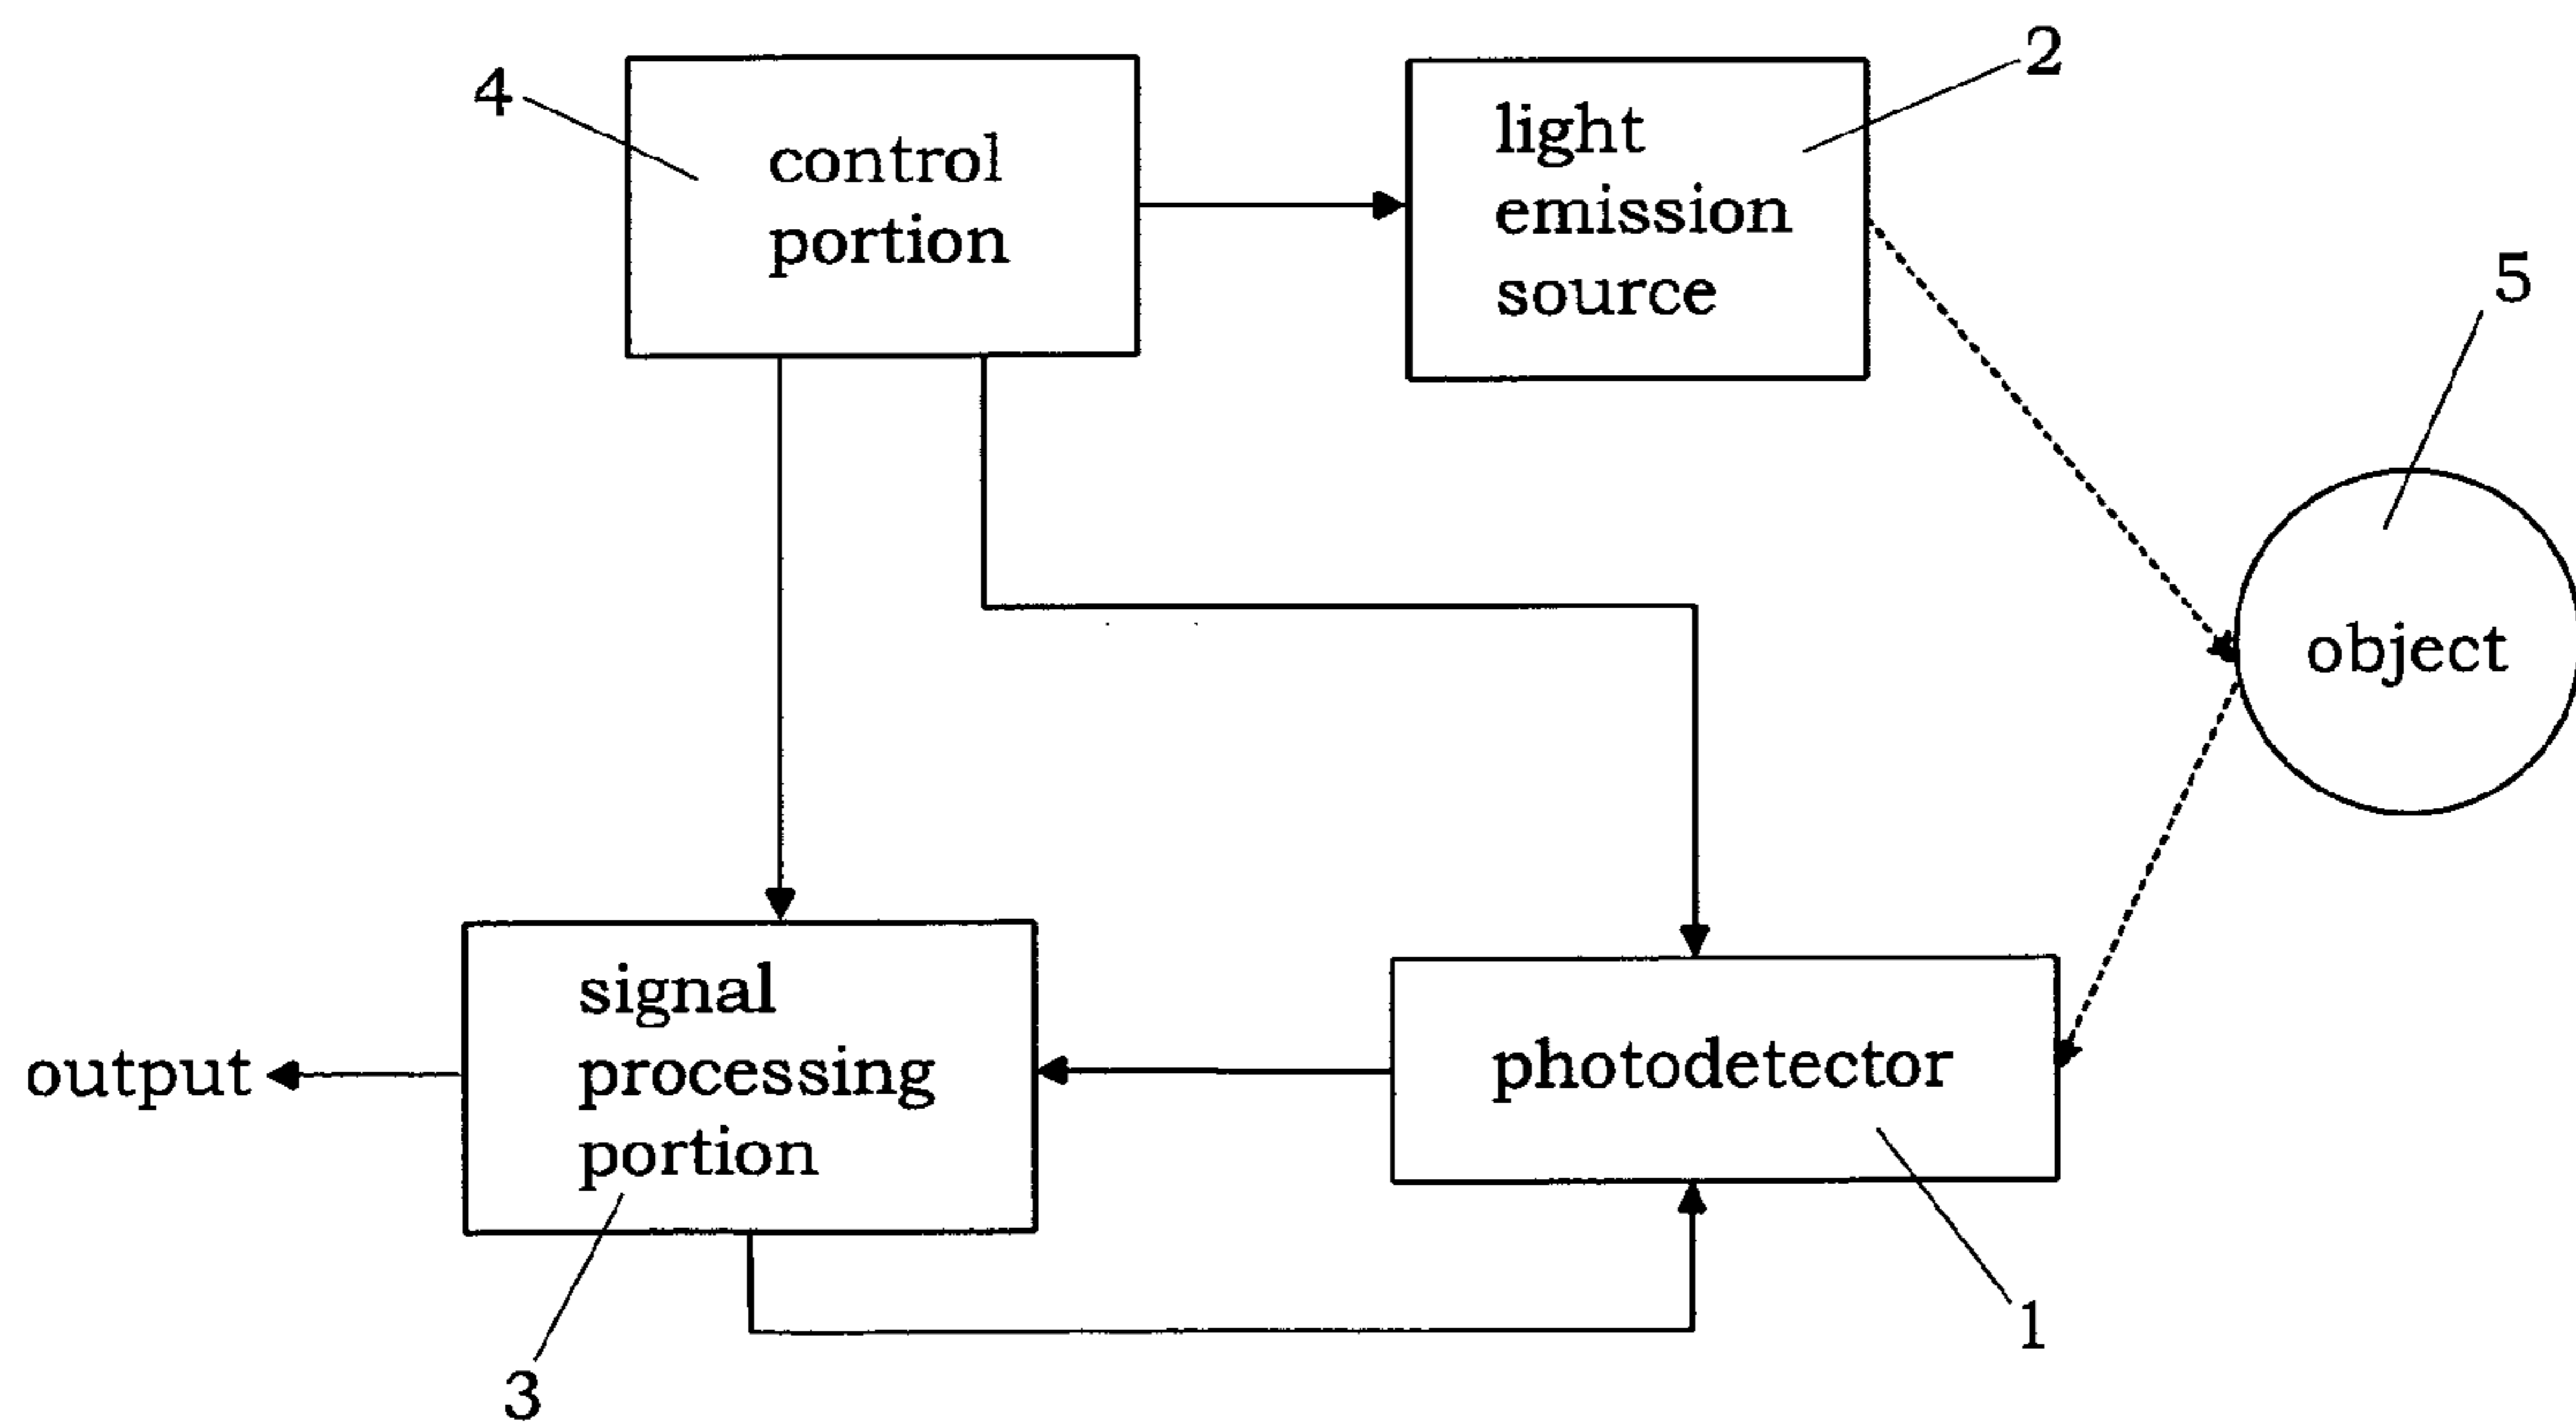 4
control
portion
2
light
emission
source
5
object
signal
processing
portion
output
photodetector
1
3